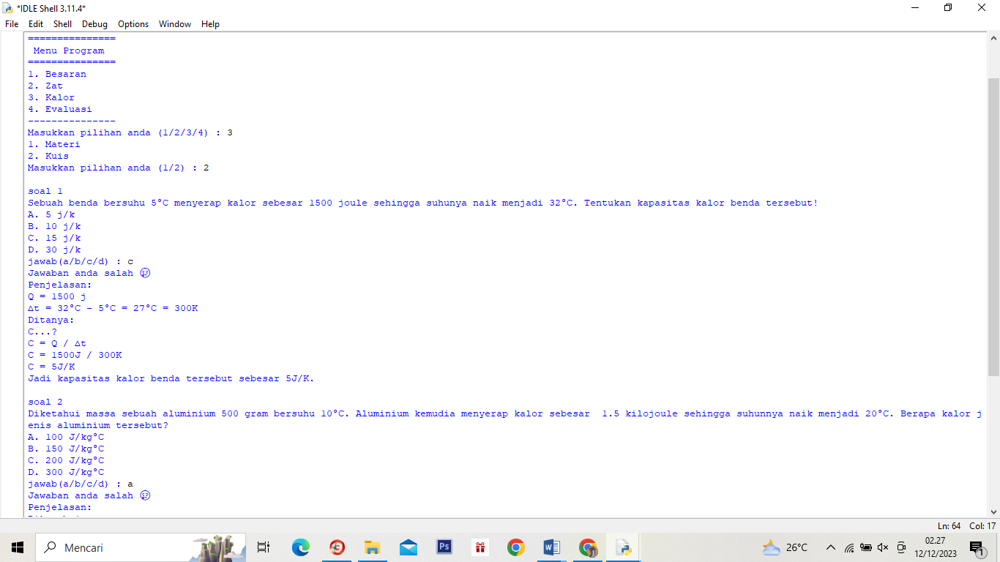 *IDLE Shell 3.11.4*
File Edit Shell Debug Options Window Help
===============
Menu Program
===============
1. Besaran
2. Zat
3. Kalor
4. Evaluasi
---------------
Masukkan pilihan anda (1/2/3/4) : 3
1. Materi
2. Kuis
Masukkan pilihan anda (1/2) : 2
soal 1
Sebuah benda bersuhu 5°C menyerap kalor sebesar 1500 joule sehingga suhunya naik menjadi 32°C. Tentukan kapasitas kalor benda tersebut!
A. 5 j/k
B. 10 j/k
C. 15 j/k
D. 30 j/k
jawab(a/b/c/d) : c
Jawaban anda salah 😥
Penjelasan:
Q = 1500 j
Δt = 32°C - 5°C = 27°C = 300K
Ditanya:
C...?
C = Q / Δt
C = 1500J / 300K
C = 5J/K
Jadi kapasitas kalor benda tersebut sebesar 5J/K.
soal 2
Diketahui massa sebuah aluminium 500 gram bersuhu 10°C. Aluminium kemudia menyerap kalor sebesar  1.5 kilojoule sehingga suhunnya naik menjadi 20°C. Berapa kalor j
enis aluminium tersebut?
A. 100 J/kg°C
B. 150 J/kg°C
C. 200 J/kg°C
D. 300 J/kg°C
jawab(a/b/c/d) : a
Jawaban anda salah 😥
Penjelasan:
Ln: 64 Col: 17
Mencari
Ps
W
26°C
02.27
12/12/2023
1